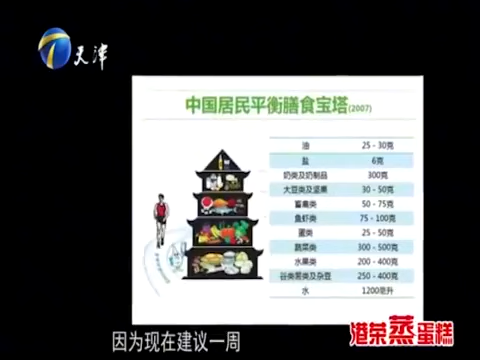 天津
中国居民平衡膳食宝塔(2007)
油 25 - 30克
盐 6克
奶类及奶制品 300克
大豆类及坚果 30 - 50克
畜禽类 50 - 75克
鱼虾类 75 - 100克
蛋类 25 - 50克
蔬菜类 300 - 500克
水果类 200 - 400克
谷类薯类及杂豆 250 - 400克
水 1200毫升
因为现在建议一周
港荣蒸蛋糕